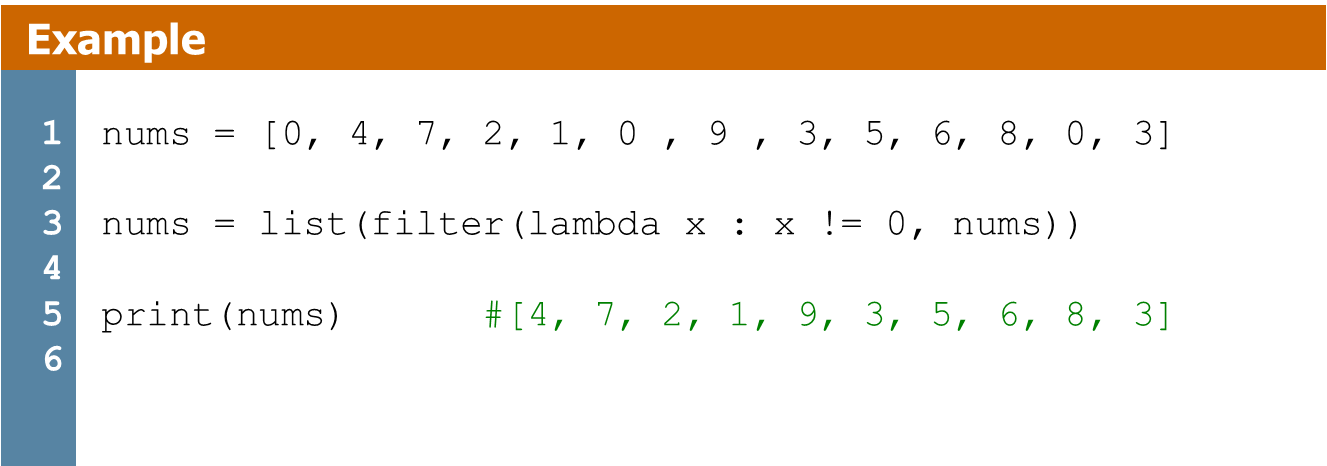 Example
1 nums = [0, 4, 7, 2, 1, 0 , 9 , 3, 5, 6, 8, 0, 3]
2
3 nums = list(filter(lambda x : x != 0, nums))
4
5 print(nums) #[4, 7, 2, 1, 9, 3, 5, 6, 8, 3]
6